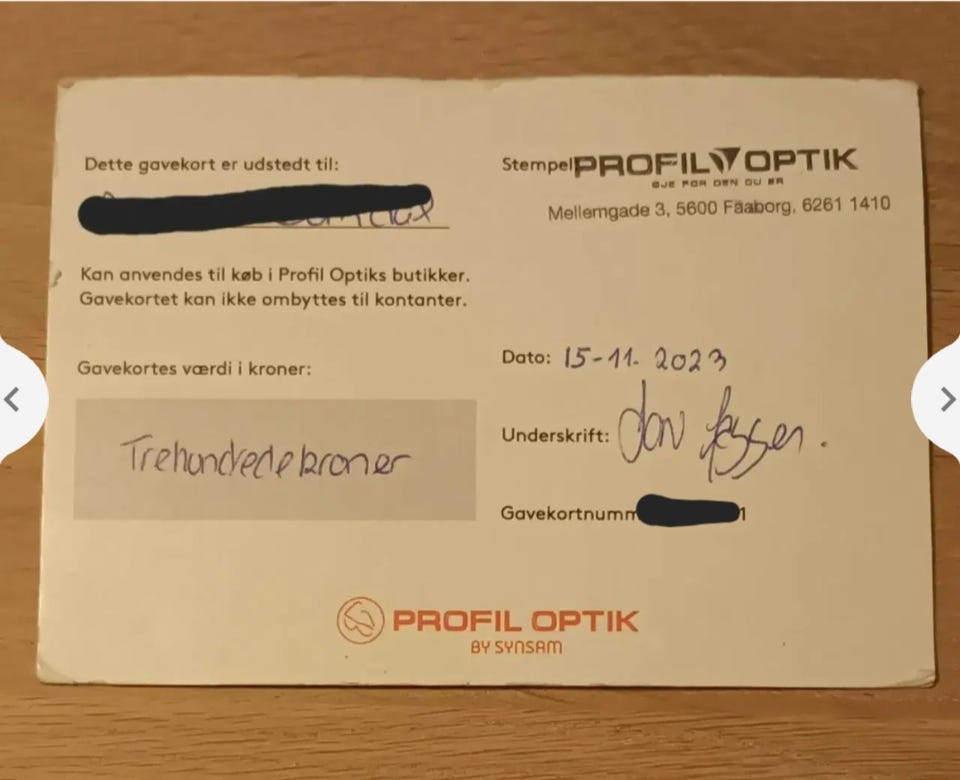 Dette gavekort er udstedt til:
Stempel PROFIL OPTIK
ØJE FOR DEN DU ER
Mellemgade 3, 5600 Faaborg, 6261 1410
Kan anvendes til køb i Profil Optiks butikker.
Gavekortet kan ikke ombyttes til kontanter.
Gavekortes værdi i kroner:
Trehundrede kroner
Dato: 15-11. 2023
Underskrift:
Gavekortnumm 1
PROFIL OPTIK
BY SYNSAM